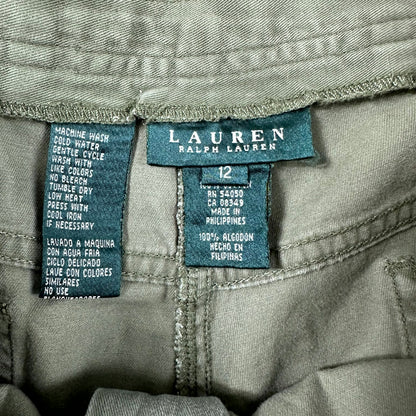 MACHINE WASH
COLD WATER
GENTLE CYCLE
WASH WITH
LIKE COLORS
NO BLEACH
TUMBLE DRY
LOW HEAT
PRESS WITH
COOL IRON
IF NECESSARY
LAVADO A MAQUINA
CON AGUA FRIA
CICLO DELICADO
LAVE CON COLORES
SIMILARES
NO USE
LAUREN
RALPH LAUREN
12
RN 54050
CA 08349
MADE IN
PHILIPPINES
100% ALGODON
HECHO EN
FILIPINAS